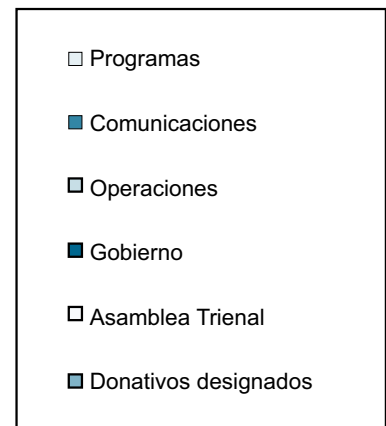 Programas
Comunicaciones
Operaciones
Gobierno
Asamblea Trienal
Donativos designados